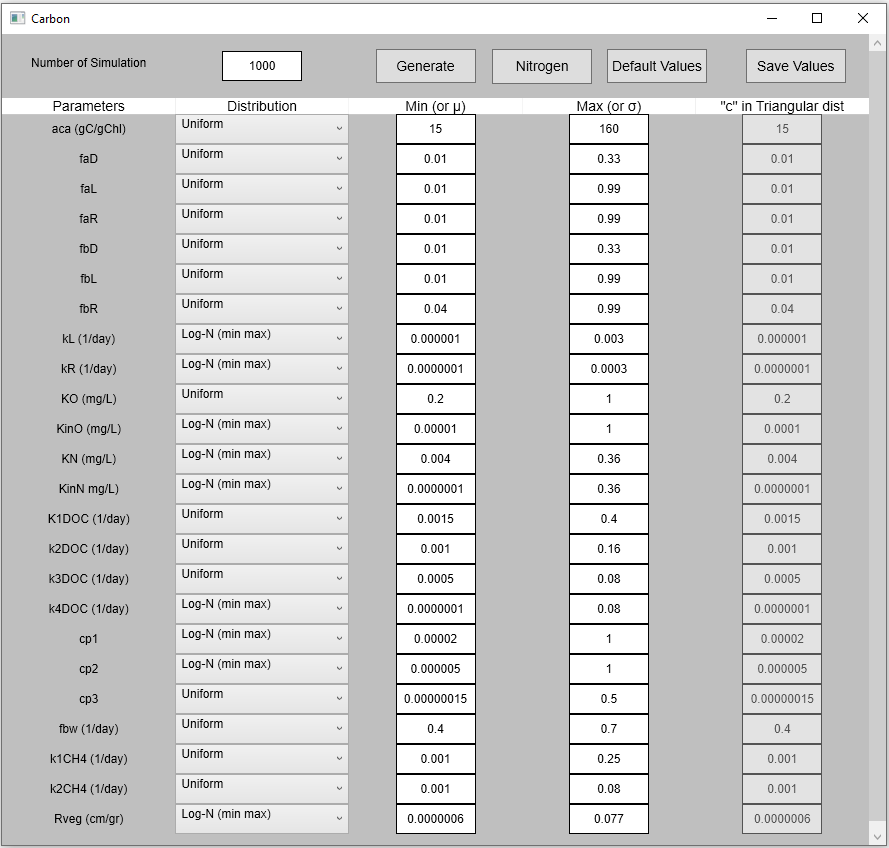 Carbon
Number of Simulation 1000 Generate Nitrogen Default Values Save Values
Parameters Distribution Min (or μ) Max (or σ) "c" in Triangular dist
aca (gC/gChl) Uniform 15 160 15
faD Uniform 0.01 0.33 0.01
faL Uniform 0.01 0.99 0.01
faR Uniform 0.01 0.99 0.01
fbD Uniform 0.01 0.33 0.01
fbL Uniform 0.01 0.99 0.01
fbR Uniform 0.04 0.99 0.04
kL (1/day) Log-N (min max) 0.000001 0.003 0.000001
kR (1/day) Log-N (min max) 0.0000001 0.0003 0.0000001
KO (mg/L) Uniform 0.2 1 0.2
KinO (mg/L) Log-N (min max) 0.00001 1 0.0001
KN (mg/L) Log-N (min max) 0.004 0.36 0.004
KinN mg/L) Log-N (min max) 0.0000001 0.36 0.0000001
K1DOC (1/day) Uniform 0.0015 0.4 0.0015
k2DOC (1/day) Uniform 0.001 0.16 0.001
k3DOC (1/day) Uniform 0.0005 0.08 0.0005
k4DOC (1/day) Log-N (min max) 0.0000001 0.08 0.0000001
cp1 Log-N (min max) 0.00002 1 0.00002
cp2 Log-N (min max) 0.000005 1 0.000005
cp3 Uniform 0.00000015 0.5 0.00000015
fbw (1/day) Uniform 0.4 0.7 0.4
k1CH4 (1/day) Uniform 0.001 0.25 0.001
k2CH4 (1/day) Uniform 0.001 0.08 0.001
Rveg (cm/gr) Log-N (min max) 0.0000006 0.077 0.0000006